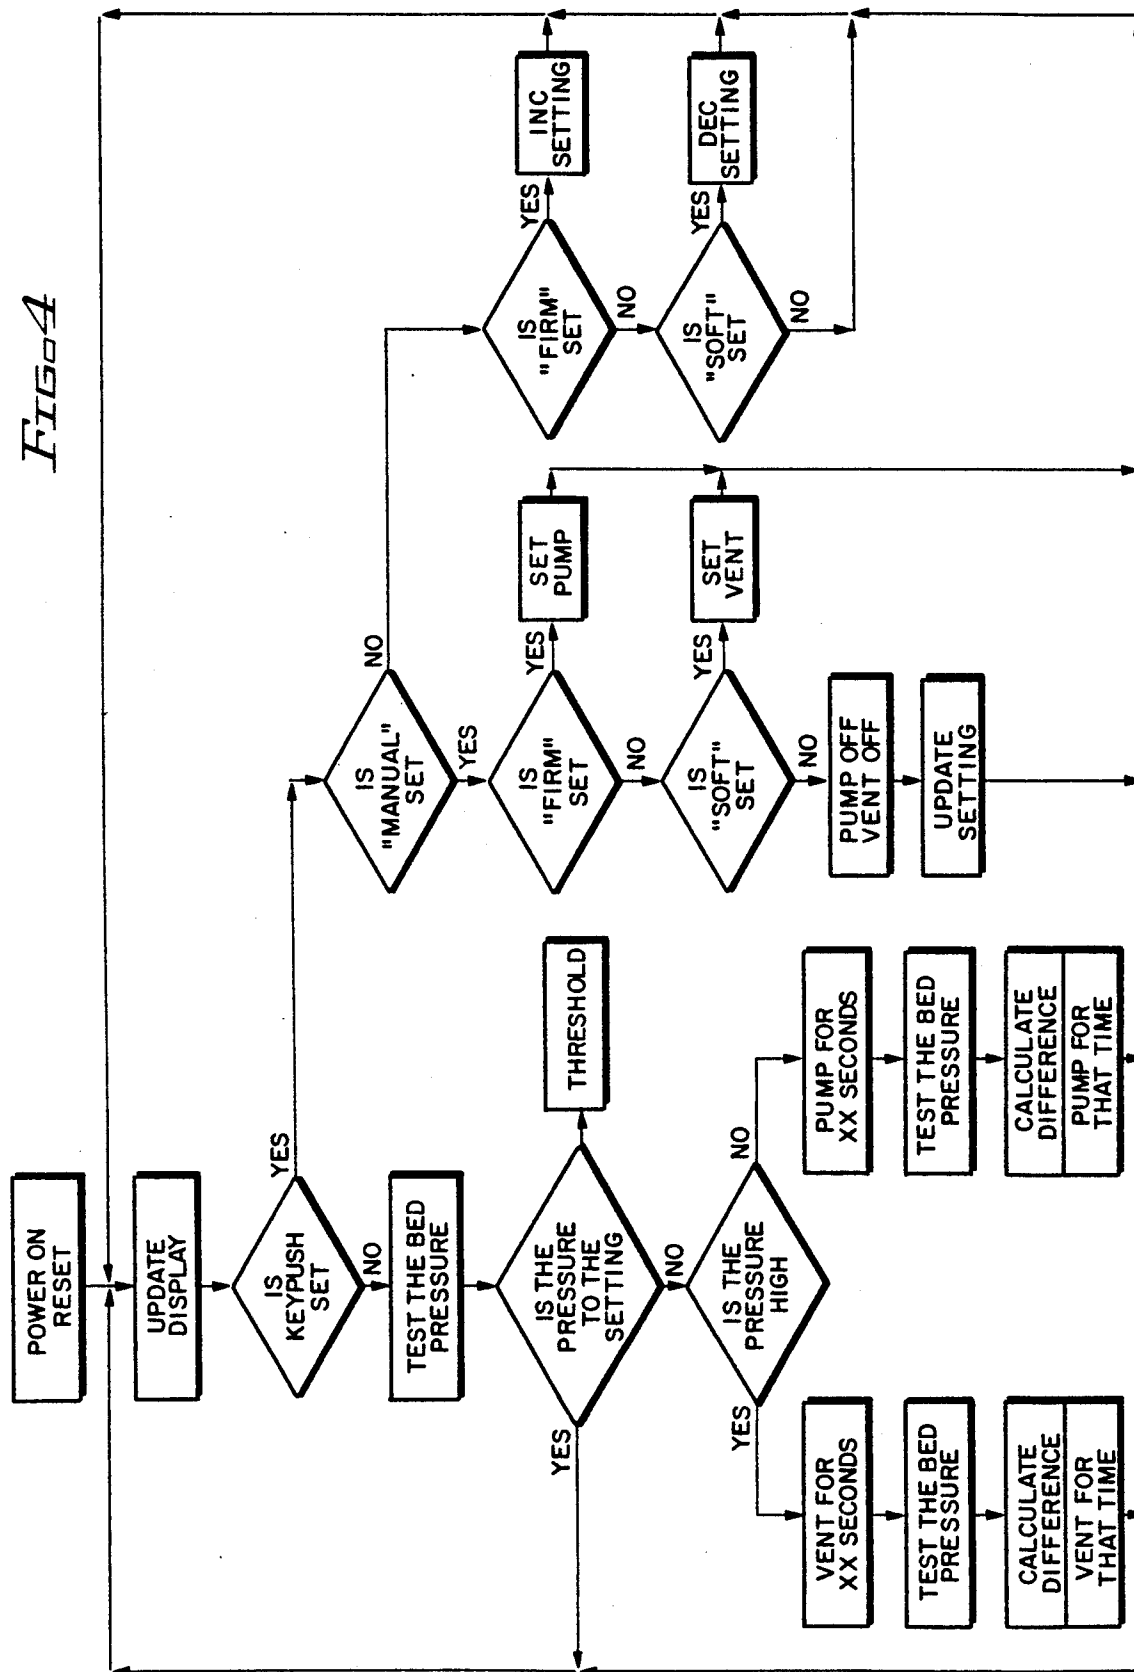 FIG-4
POWER ON
RESET
UPDATE
DISPLAY
IS
KEYPUSH
SET
YES
NO
TEST THE BED
PRESSURE
IS THE
PRESSURE
TO THE
SETTING
YES
NO
THRESHOLD
IS THE
PRESSURE
HIGH
YES
NO
VENT FOR
XX SECONDS
TEST THE BED
PRESSURE
CALCULATE
DIFFERENCE
VENT FOR
THAT TIME
PUMP FOR
XX SECONDS
TEST THE BED
PRESSURE
CALCULATE
DIFFERENCE
PUMP FOR
THAT TIME
IS
"MANUAL"
SET
NO
YES
IS
"FIRM"
SET
YES
NO
SET
PUMP
IS
"SOFT"
SET
YES
NO
SET
VENT
PUMP OFF
VENT OFF
UPDATE
SETTING
IS
"FIRM"
SET
YES
NO
INC
SETTING
IS
"SOFT"
SET
YES
NO
DEC
SETTING